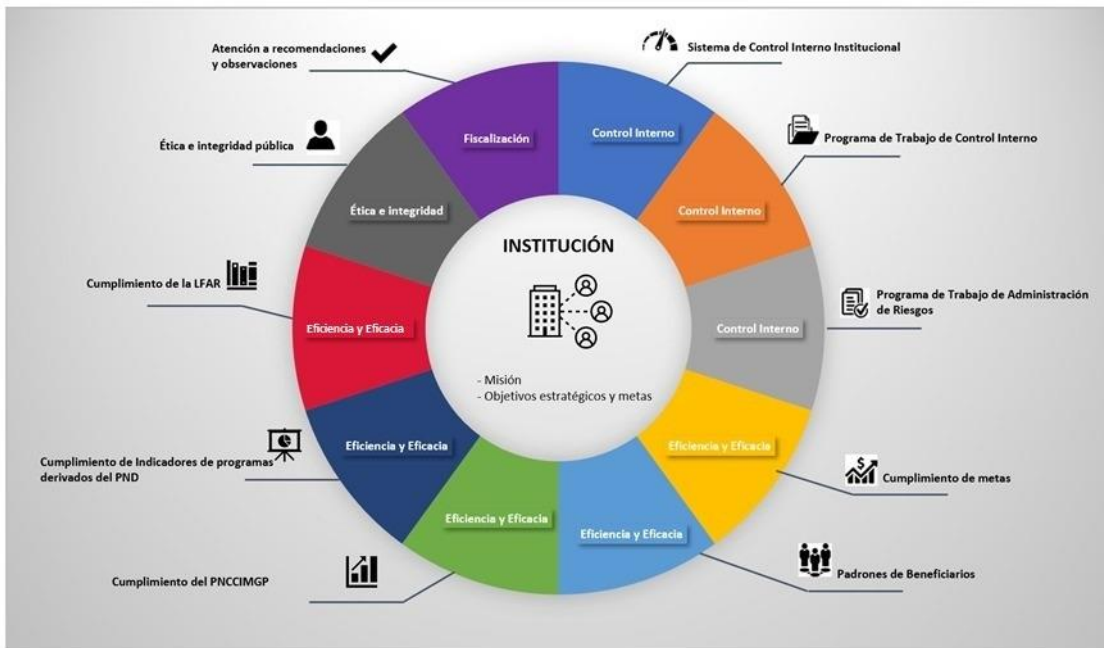 Atención a recomendaciones
y observaciones
Sistema de Control Interno Institucional
Fiscalización
Control Interno
Ética e integridad pública
Programa de Trabajo de Control Interno
Ética e integridad
Control Interno
INSTITUCIÓN
Cumplimiento de la LFAR
Programa de Trabajo de Administración
de Riesgos
Eficiencia y Eficacia
Control Interno
- Misión
- Objetivos estratégicos y metas
Cumplimiento de Indicadores de programas
derivados del PND
Eficiencia y Eficacia
Eficiencia y Eficacia
Cumplimiento de metas
Eficiencia y Eficacia
Eficiencia y Eficacia
Cumplimiento del PNCCIMGP
Padrones de Beneficiarios